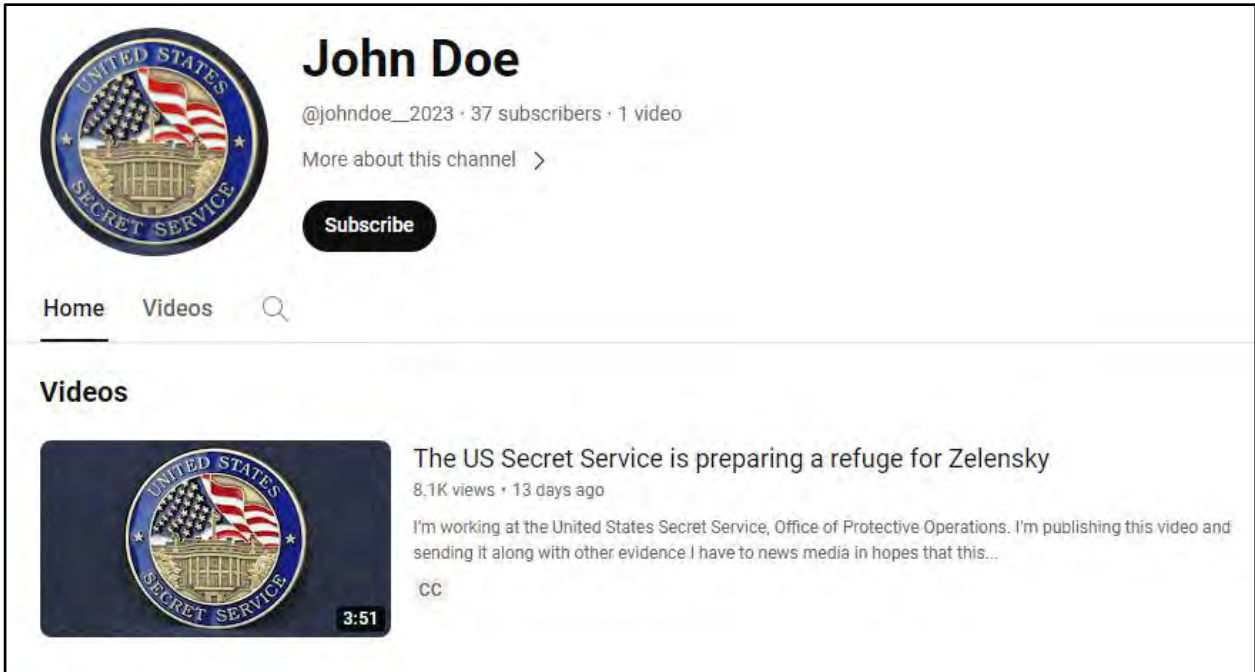 UNITED STATES
SECRET SERVICE
John Doe
@johndoe__2023 · 37 subscribers · 1 video
More about this channel
Subscribe
Home Videos
Videos
UNITED STATES
SECRET SERVICE
3:51
The US Secret Service is preparing a refuge for Zelensky
8.1K views • 13 days ago
I'm working at the United States Secret Service, Office of Protective Operations. I'm publishing this video and
sending it along with other evidence I have to news media in hopes that this...
CC